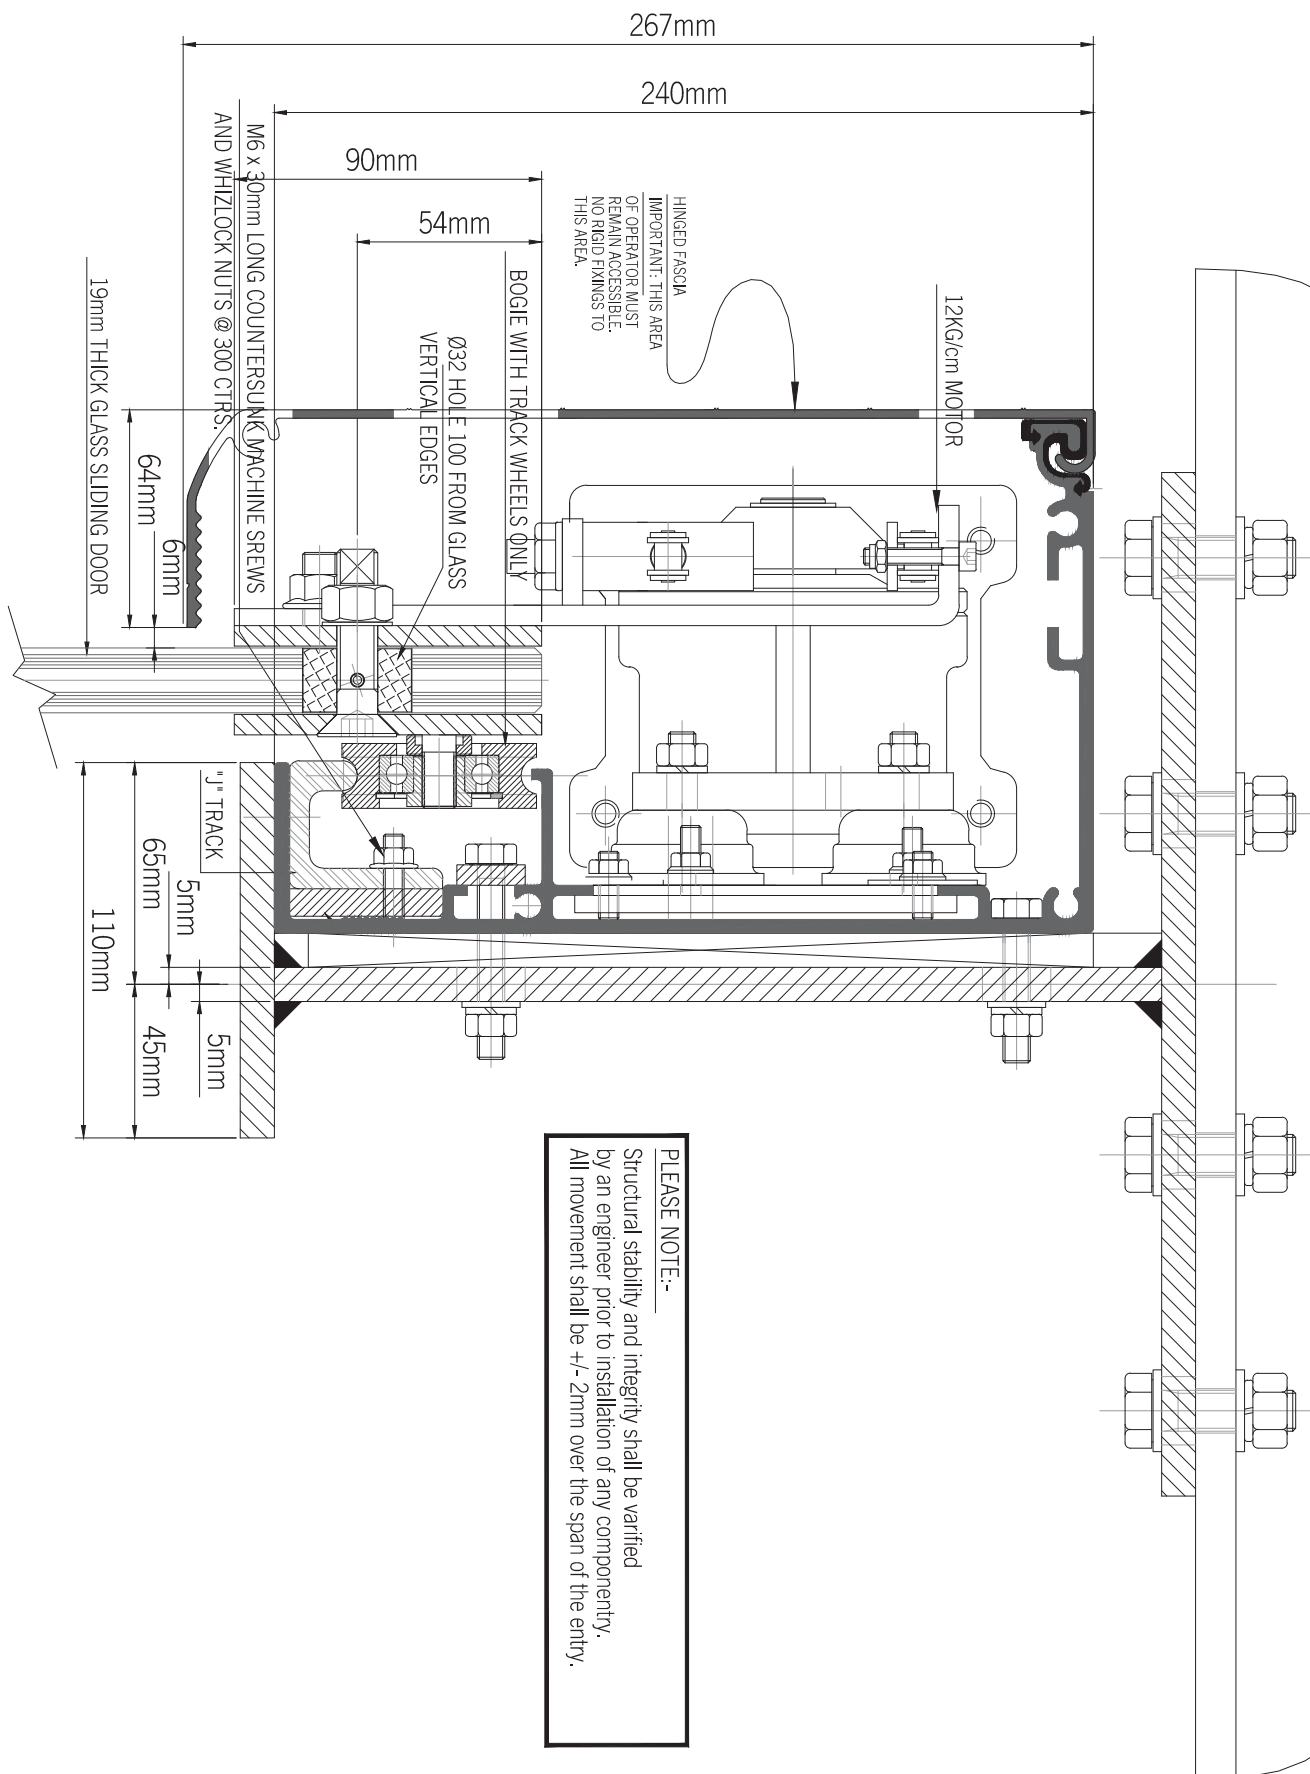 267mm
240mm
90mm
54mm
M6 x 30mm LONG COUNTERSUNK MACHINE SREWS
AND WHIZLOCK NUTS @ 300 CTRS.
HINGED FASCIA
IMPORTANT: THIS AREA
OF OPERATOR MUST
REMAIN ACCESSIBLE.
NO RIGID FIXINGS TO
THIS AREA.
12KG/cm MOTOR
BOGIE WITH TRACK WHEELS ONLY
Ø32 HOLE 100 FROM GLASS
VERTICAL EDGES
19mm THICK GLASS SLIDING DOOR
64mm
6mm
"J" TRACK
65mm
5mm
110mm
45mm
5mm
PLEASE NOTE:-
Structural stability and integrity shall be varified
by an engineer prior to installation of any componentry.
All movement shall be +/- 2mm over the span of the entry.